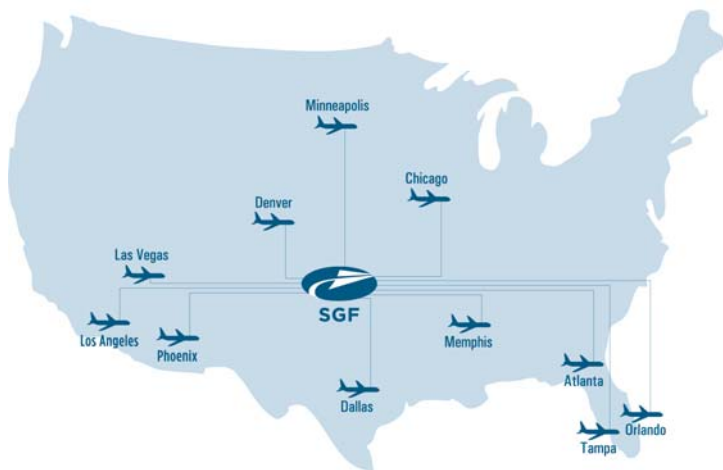 Minneapolis
Chicago
Denver
Las Vegas
SGF
Los Angeles
Phoenix
Memphis
Atlanta
Dallas
Orlando
Tampa